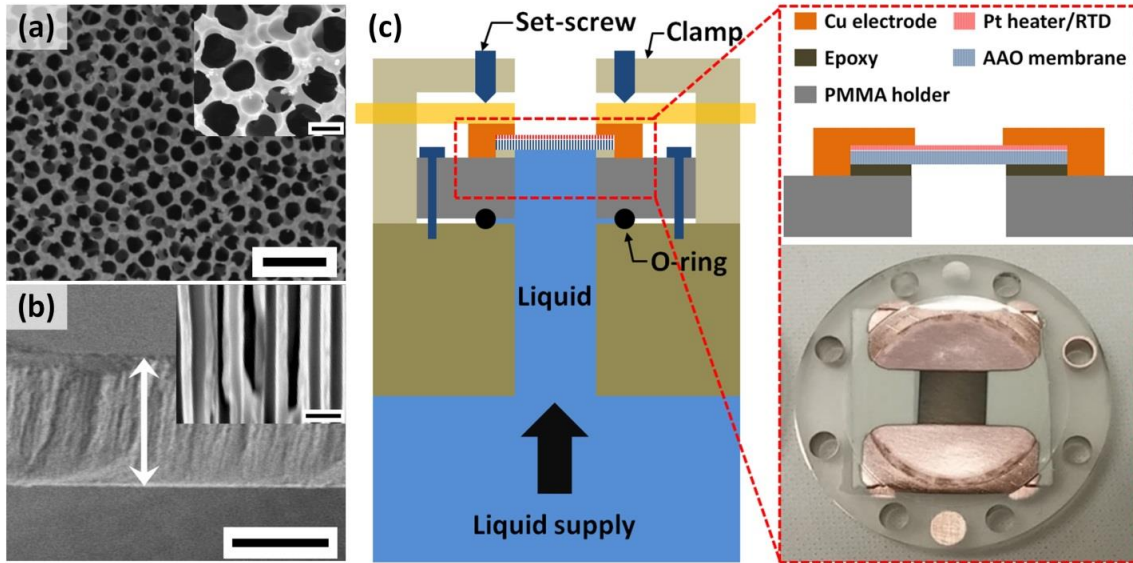 (a)
(b)
(c)
Set-screw
Clamp
O-ring
Liquid
Liquid supply
Cu electrode
Pt heater/RTD
Epoxy
AAO membrane
PMMA holder